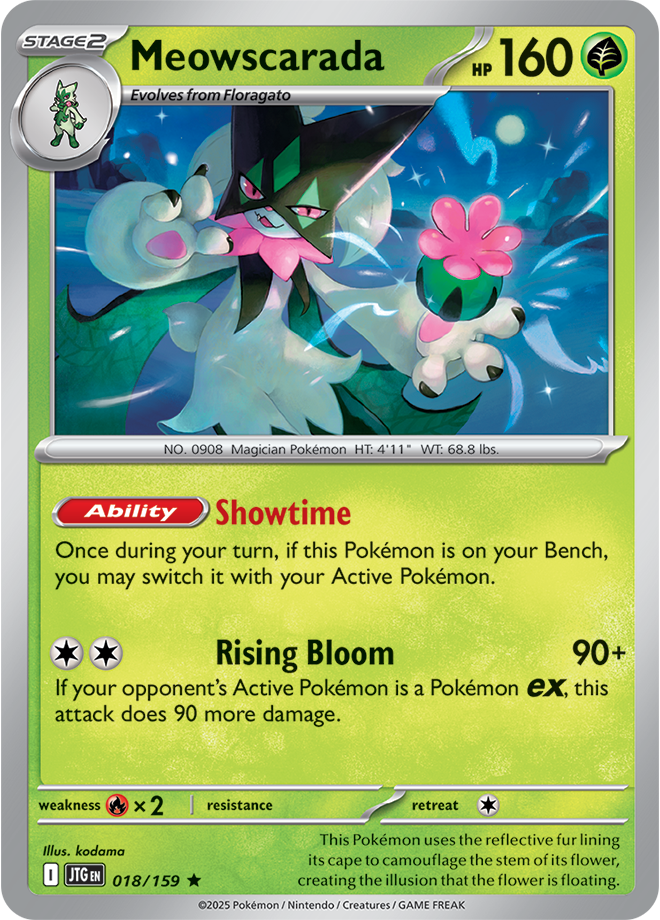 STAGE2
Meowscarada
HP 160
Evolves from Floragato
NO. 0908 Magician Pokémon HT: 4'11" WT: 68.8 lbs.
Ability Showtime
Once during your turn, if this Pokémon is on your Bench,
you may switch it with your Active Pokémon.
Rising Bloom 90+
If your opponent's Active Pokémon is a Pokémon ex, this
attack does 90 more damage.
weakness ×2 resistance retreat
Illus. kodama
I JTG EN 018/159 ★
This Pokémon uses the reflective fur lining
its cape to camouflage the stem of its flower,
creating the illusion that the flower is floating.
©2025 Pokémon / Nintendo / Creatures / GAME FREAK